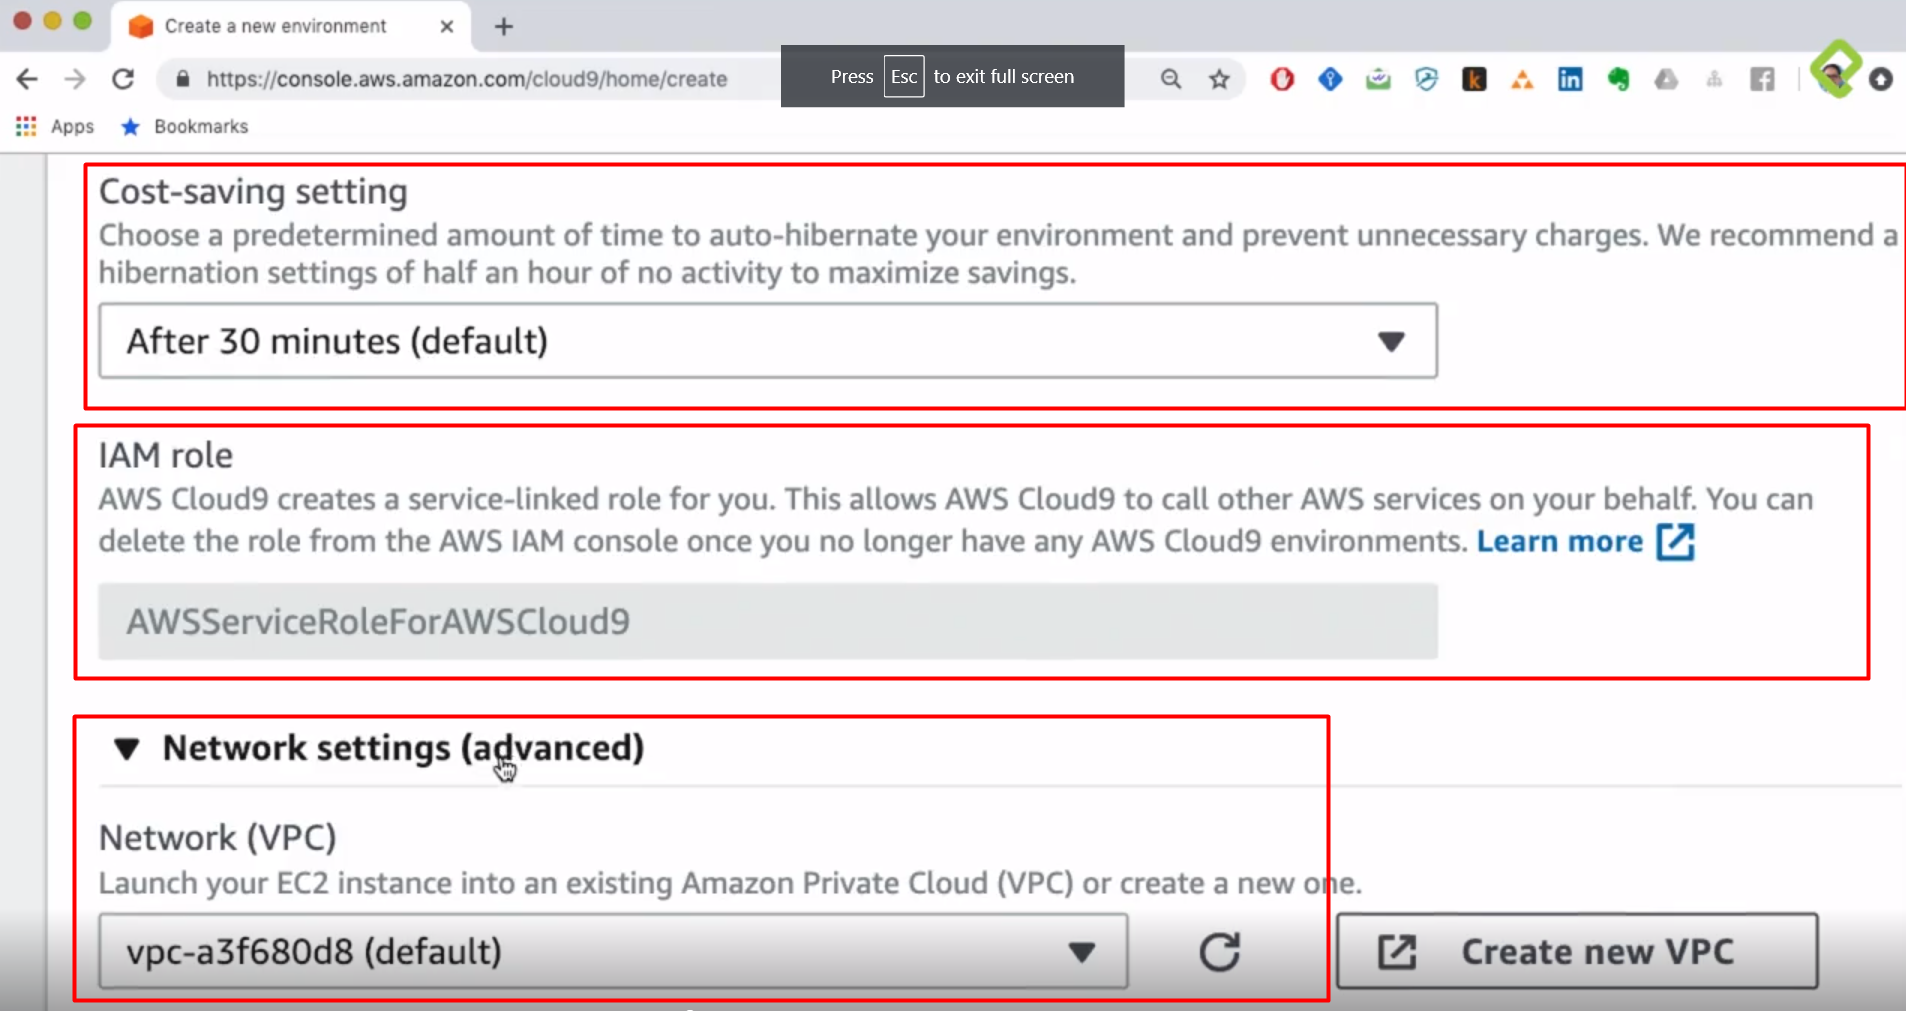 Create a new environment
Press Esc to exit full screen
https://console.aws.amazon.com/cloud9/home/create
Apps
Bookmarks
Cost-saving setting
Choose a predetermined amount of time to auto-hibernate your environment and prevent unnecessary charges. We recommend a
hibernation settings of half an hour of no activity to maximize savings.
After 30 minutes (default)
IAM role
AWS Cloud9 creates a service-linked role for you. This allows AWS Cloud9 to call other AWS services on your behalf. You can
delete the role from the AWS IAM console once you no longer have any AWS Cloud9 environments. Learn more
AWSServiceRoleForAWSCloud9
Network settings (advanced)
Network (VPC)
Launch your EC2 instance into an existing Amazon Private Cloud (VPC) or create a new one.
vpc-a3f680d8 (default)
Create new VPC